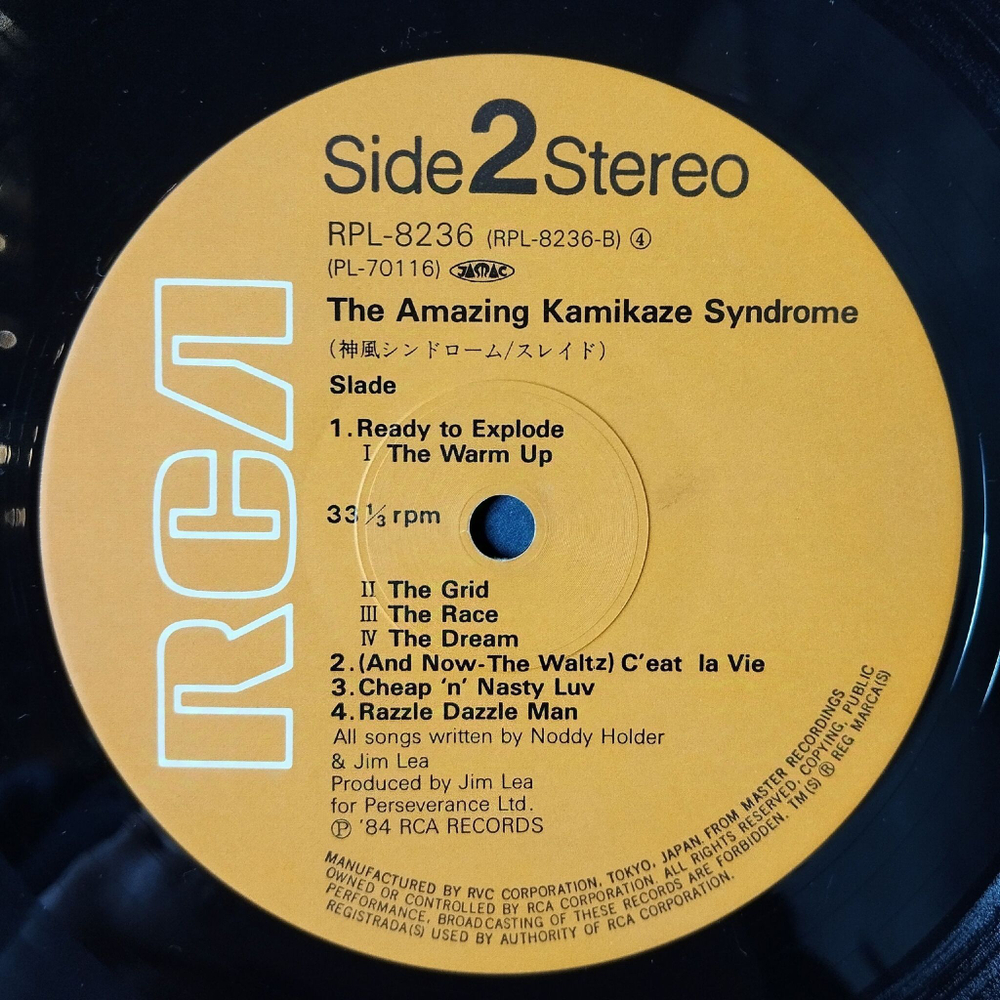 Side 2 Stereo
RPL-8236 (RPL-8236-B) ④
(PL-70116) JASRAC
The Amazing Kamikaze Syndrome
(神風シンドローム/スレイド)
Slade
1. Ready to Explode
I The Warm Up
33 1/3 rpm
II The Grid
III The Race
IV The Dream
2. (And Now-The Waltz) C'eat la Vie
3. Cheap 'n' Nasty Luv
4. Razzle Dazzle Man
All songs written by Noddy Holder
& Jim Lea
Produced by Jim Lea
for Perseverance Ltd.
Ⓟ '84 RCA RECORDS
RCA
MANUFACTURED BY RVC CORPORATION, TOKYO, JAPAN. FROM MASTER RECORDINGS
OWNED OR CONTROLLED BY RCA CORPORATION. ALL RIGHTS RESERVED, COPYING, PUBLIC
PERFORMANCE, BROADCASTING OF THESE RECORDS ARE FORBIDDEN. TM(S) ® REG MARCA(S)
REGISTRADA(S) USED BY AUTHORITY OF RCA CORPORATION.